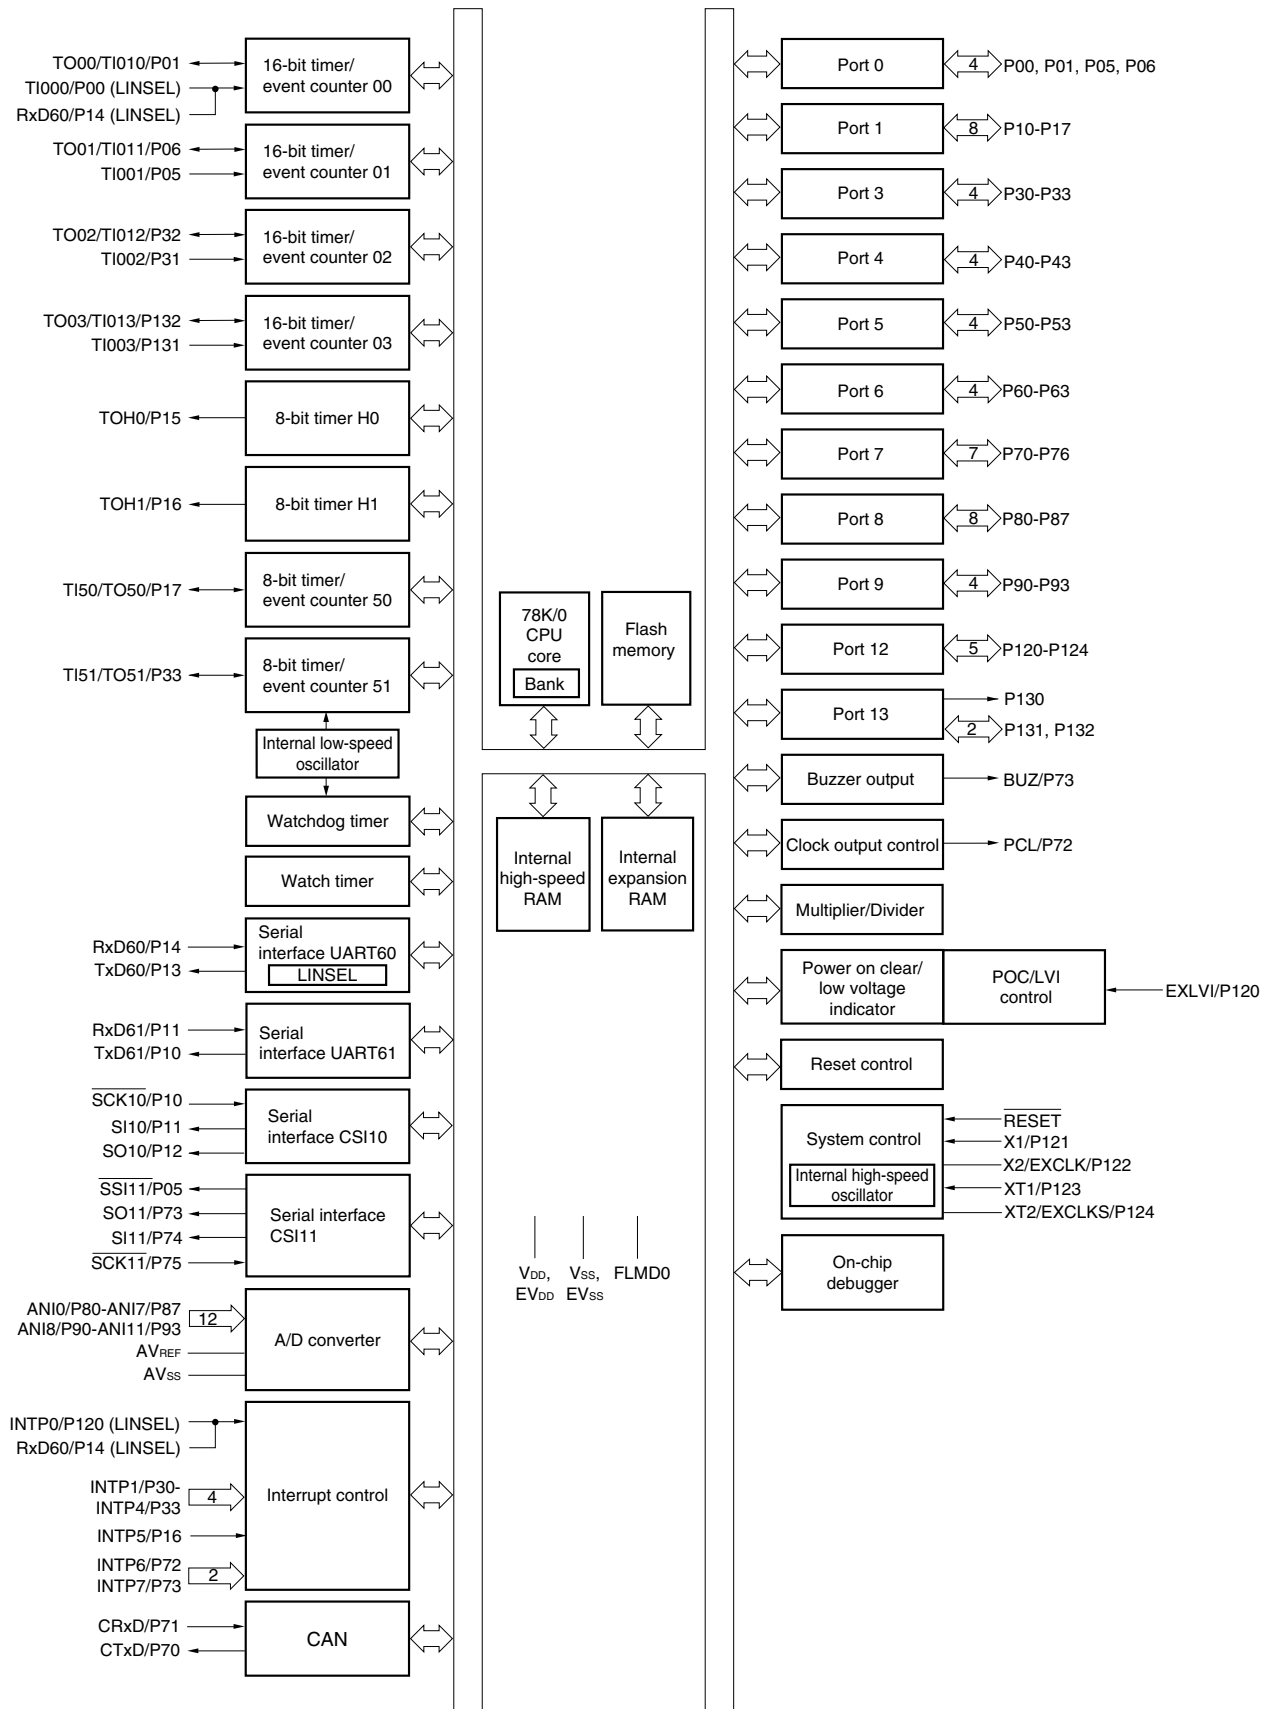 TO00/TI010/P01
TI000/P00 (LINSEL)
RxD60/P14 (LINSEL)
16-bit timer/
event counter 00
TO01/TI011/P06
TI001/P05
16-bit timer/
event counter 01
TO02/TI012/P32
TI002/P31
16-bit timer/
event counter 02
TO03/TI013/P132
TI003/P131
16-bit timer/
event counter 03
TOH0/P15
8-bit timer H0
TOH1/P16
8-bit timer H1
TI50/TO50/P17
8-bit timer/
event counter 50
TI51/TO51/P33
8-bit timer/
event counter 51
Internal low-speed
oscillator
Watchdog timer
Watch timer
RxD60/P14
TxD60/P13
Serial
interface UART60
LINSEL
RxD61/P11
TxD61/P10
Serial
interface UART61
SCK10/P10
SI10/P11
SO10/P12
Serial
interface CSI10
SSI11/P05
SO11/P73
SI11/P74
SCK11/P75
Serial interface
CSI11
ANI0/P80-ANI7/P87
ANI8/P90-ANI11/P93
12
AVREF
AVSS
A/D converter
INTP0/P120 (LINSEL)
RxD60/P14 (LINSEL)
INTP1/P30-
INTP4/P33
4
INTP5/P16
INTP6/P72
INTP7/P73
2
Interrupt control
CRxD/P71
CTxD/P70
CAN
78K/0
CPU
core
Bank
Flash
memory
Internal
high-speed
RAM
Internal
expansion
RAM
VDD,
EVDD
VSS,
EVSS
FLMD0
Port 0
4
P00, P01, P05, P06
Port 1
8
P10-P17
Port 3
4
P30-P33
Port 4
4
P40-P43
Port 5
4
P50-P53
Port 6
4
P60-P63
Port 7
7
P70-P76
Port 8
8
P80-P87
Port 9
4
P90-P93
Port 12
5
P120-P124
Port 13
P130
2
P131, P132
Buzzer output
BUZ/P73
Clock output control
PCL/P72
Multiplier/Divider
Power on clear/
low voltage
indicator
POC/LVI
control
EXLVI/P120
Reset control
System control
Internal high-speed
oscillator
RESET
X1/P121
X2/EXCLK/P122
XT1/P123
XT2/EXCLKS/P124
On-chip
debugger